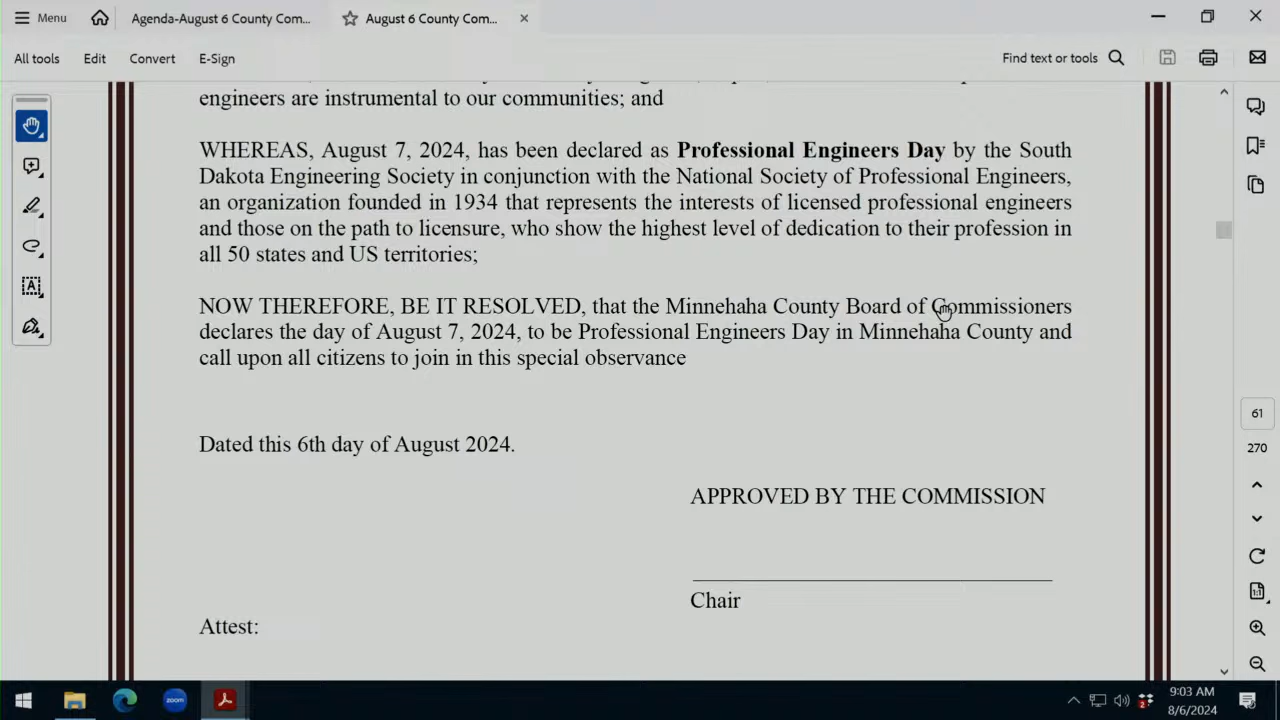 Menu
Agenda-August 6 County Com...
August 6 County Com...
All tools
Edit
Convert
E-Sign
Find text or tools
engineers are instrumental to our communities; and
WHEREAS, August 7, 2024, has been declared as Professional Engineers Day by the South
Dakota Engineering Society in conjunction with the National Society of Professional Engineers,
an organization founded in 1934 that represents the interests of licensed professional engineers
and those on the path to licensure, who show the highest level of dedication to their profession in
all 50 states and US territories;
NOW THEREFORE, BE IT RESOLVED, that the Minnehaha County Board of Commissioners
declares the day of August 7, 2024, to be Professional Engineers Day in Minnehaha County and
call upon all citizens to join in this special observance
Dated this 6th day of August 2024.
APPROVED BY THE COMMISSION
Chair
Attest:
61
270
1:1
zoom
2
9:03 AM
8/6/2024